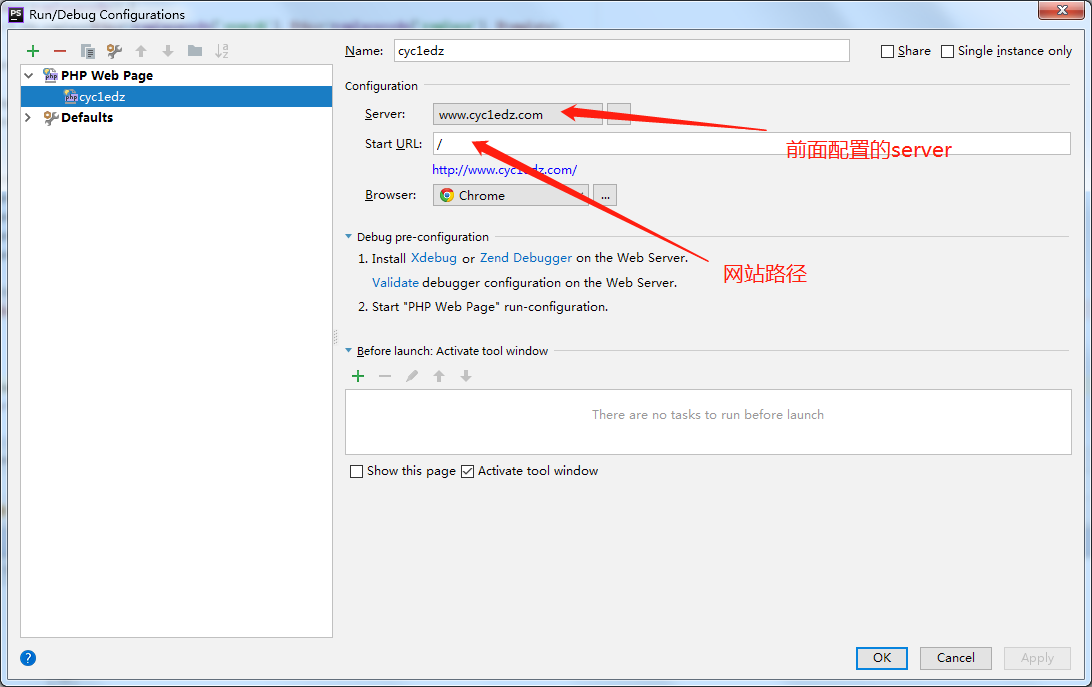 PS Run/Debug Configurations
Name: cyc1edz
Share
Single instance only
PHP Web Page
cyc1edz
Defaults
Configuration
Server: www.cyc1edz.com
前面配置的server
Start URL: /
http://www.cyc1edz.com/
Browser: Chrome ...
网站路径
Debug pre-configuration
1. Install Xdebug or Zend Debugger on the Web Server.
Validate debugger configuration on the Web Server.
2. Start "PHP Web Page" run-configuration.
Before launch: Activate tool window
There are no tasks to run before launch
Show this page
Activate tool window
?
OK
Cancel
Apply